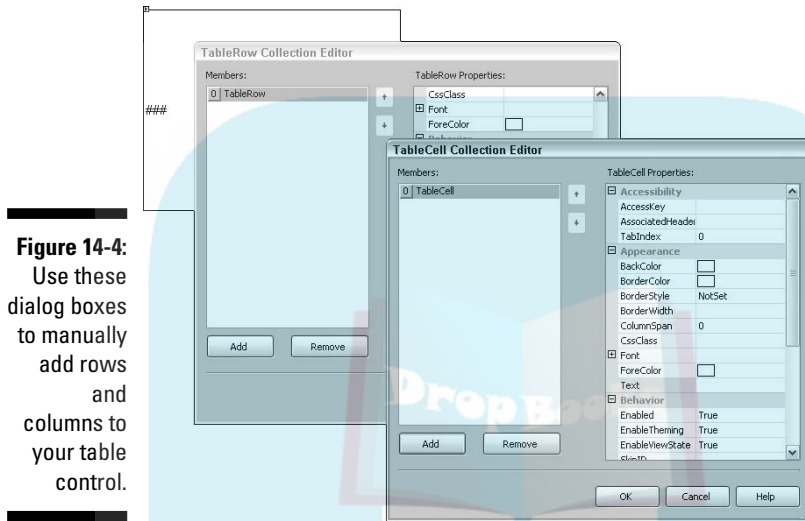 ###
TableRow Collection Editor
Members:
0 TableRow
TableRow Properties:
CssClass
Font
ForeColor
Behavior
Add Remove
TableCell Collection Editor
Members:
0 TableCell
TableCell Properties:
Accessibility
AccessKey
AssociatedHeader
TabIndex 0
Appearance
BackColor
BorderColor
BorderStyle NotSet
BorderWidth
ColumnSpan 0
CssClass
Font
ForeColor
Text
Behavior
Enabled True
EnableTheming True
EnableViewState True
SkinID
Add Remove
OK Cancel Help
Figure 14-4:
Use these
dialog boxes
to manually
add rows
and
columns to
your table
control.